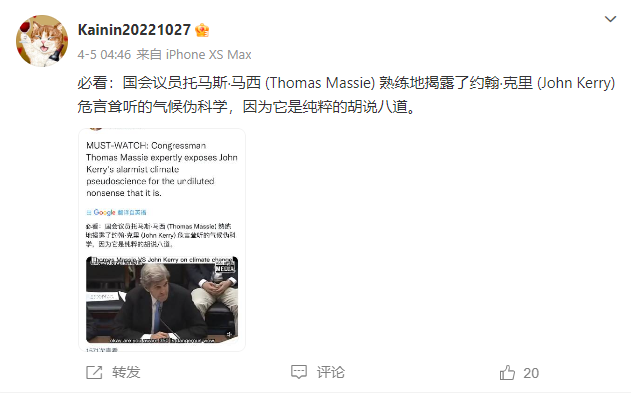 Kainin20221027
4-5 04:46 来自 iPhone XS Max
必看：国会议员托马斯·马西 (Thomas Massie) 熟练地揭露了约翰·克里 (John Kerry)
危言耸听的气候伪科学，因为它是纯粹的胡说八道。
MUST-WATCH: Congressman
Thomas Massie expertly exposes John
Kerry's alarmist climate
pseudoscience for the undiluted
nonsense that it is.
由 Google 翻译自英语
必看：国会议员托马斯·马西 (Thomas Massie) 熟练
地揭露了约翰·克里 (John Kerry) 危言耸听的气候伪科
学，因为它是纯粹的胡说八道。
Thomas Massie VS John Kerry on climate change
MEDIA
转发
评论
20